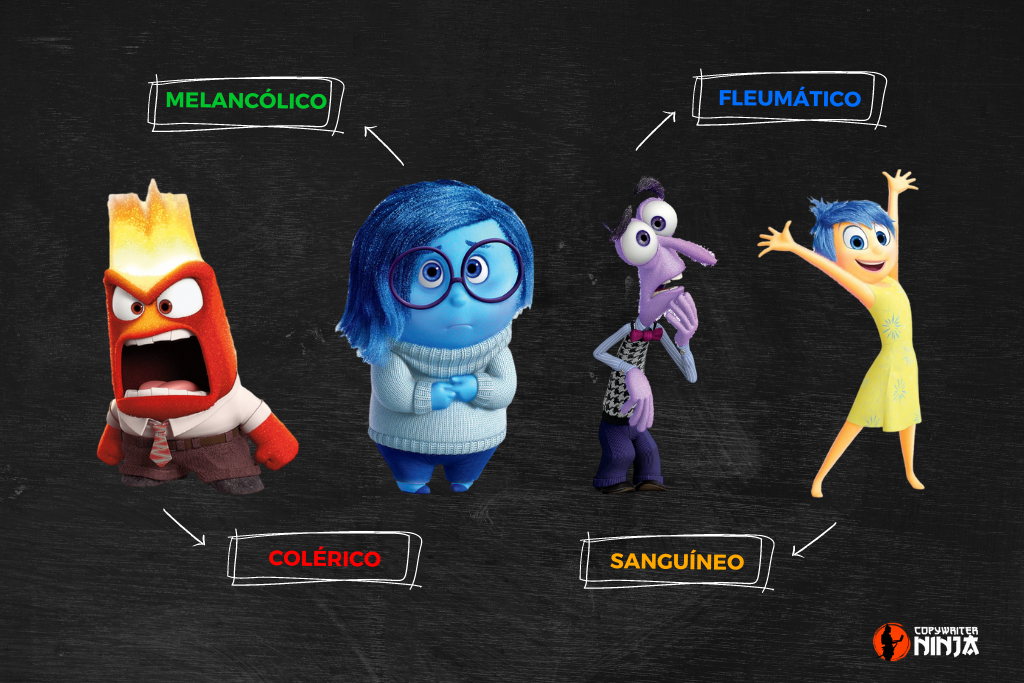 MELANCÓLICO
FLEUMÁTICO
COLÉRICO
SANGUÍNEO
COPYWRITER
NINJA